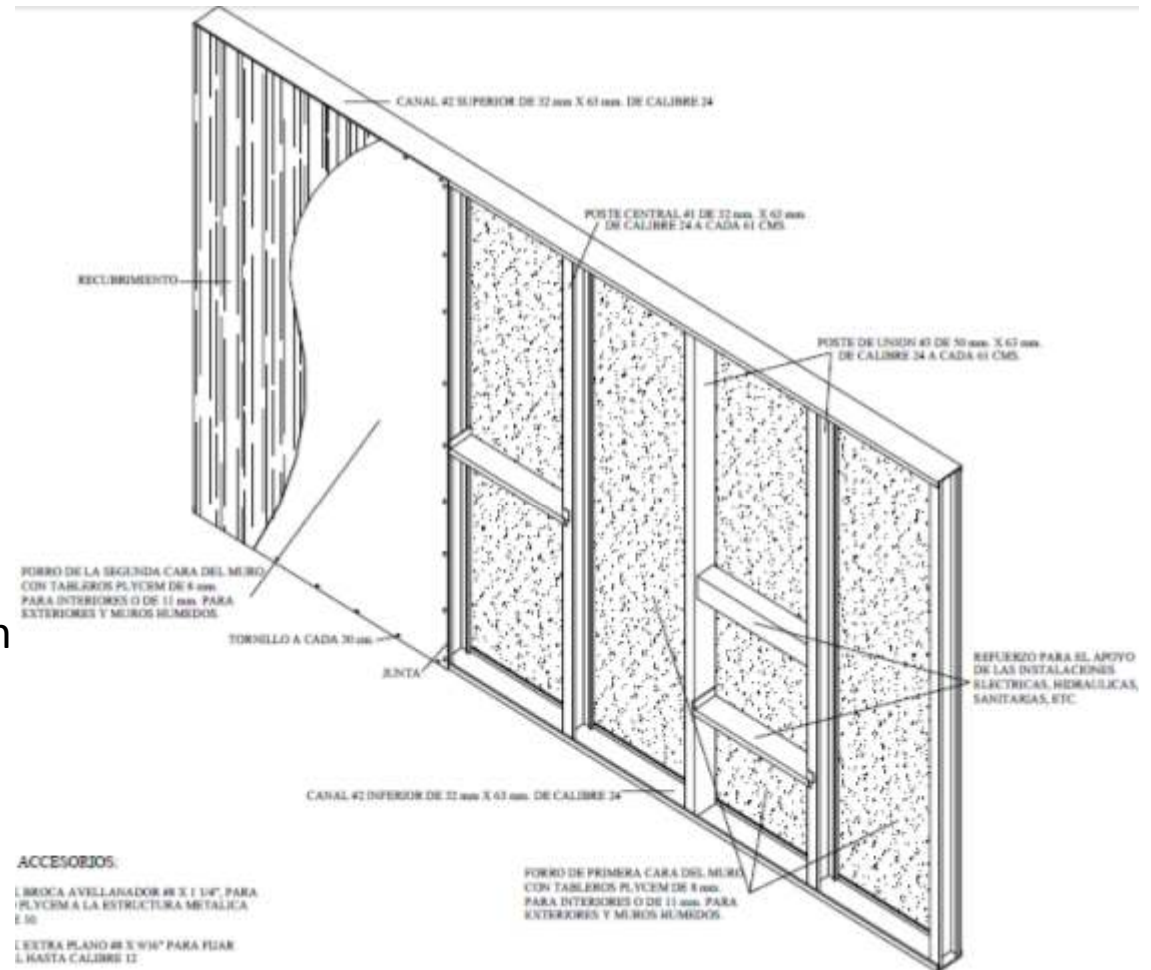 CANAL #2 SUPERIOR DE 32 mm X 63 mm. DE CALIBRE 24
POSTE CENTRAL #1 DE 32 mm. X 63 mm.
DE CALIBRE 24 A CADA 61 CMS.
RECUBRIMIENTO
POSTE DE UNION #3 DE 50 mm. X 63 mm.
DE CALIBRE 24 A CADA 61 CMS.
FORRO DE LA SEGUNDA CARA DEL MURO
CON TABLEROS PLYCEM DE 8 mm.
PARA INTERIORES O DE 11 mm. PARA
EXTERIORES Y MUROS HUMEDOS.
n
TORNILLO A CADA 30 cm.
JUNTA
REFUERZO PARA EL APOYO
DE LAS INSTALACIONES
ELECTRICAS, HIDRAULICAS,
SANITARIAS, ETC.
CANAL #2 INFERIOR DE 32 mm X 63 mm. DE CALIBRE 24
FORRO DE PRIMERA CARA DEL MURO
CON TABLEROS PLYCEM DE 8 mm.
PARA INTERIORES O DE 11 mm. PARA
EXTERIORES Y MUROS HUMEDOS.
ACCESORIOS:
BROCA AVELLANADOR #8 X 1 1/4", PARA
PLYCEM A LA ESTRUCTURA METALICA
EXTRA PLANO #8 X 9/16" PARA FIJAR
HASTA CALIBRE 12